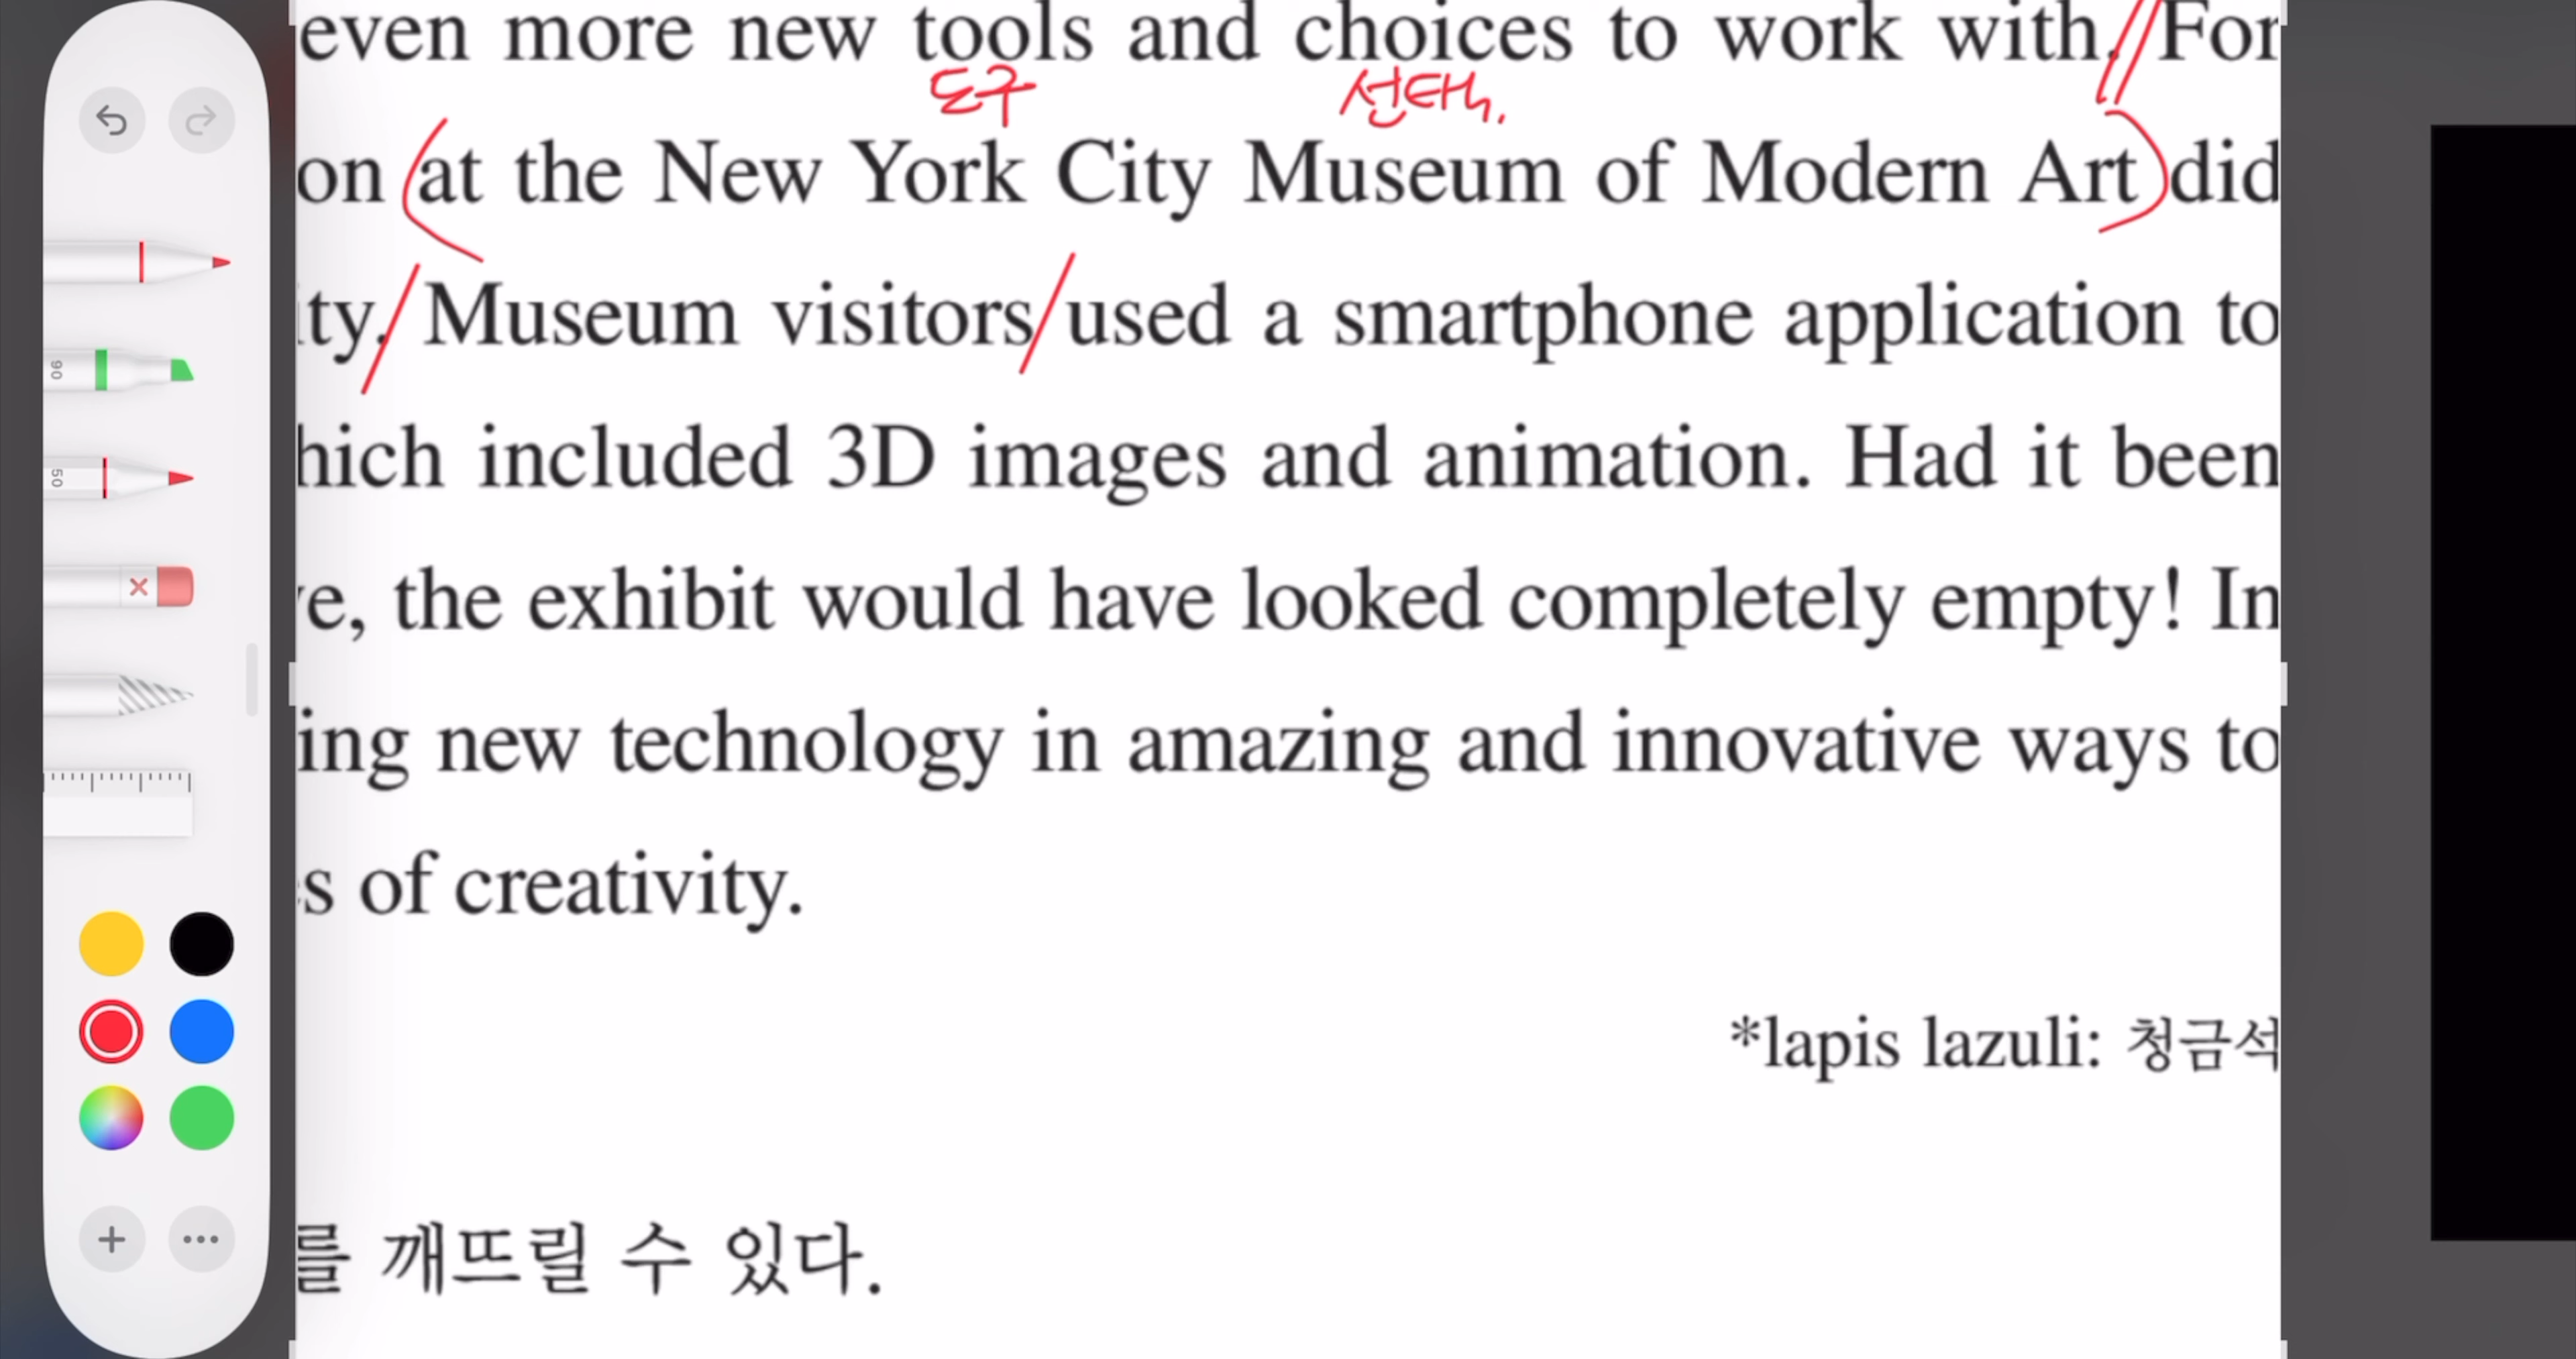 even more new tools and choices to work with. For
도구 선택.
on at the New York City Museum of Modern Art did
ity. Museum visitors used a smartphone application to
hich included 3D images and animation. Had it been
e, the exhibit would have looked completely empty! In
ing new technology in amazing and innovative ways to
s of creativity.
*lapis lazuli: 청금석
를 깨뜨릴 수 있다.
90
50